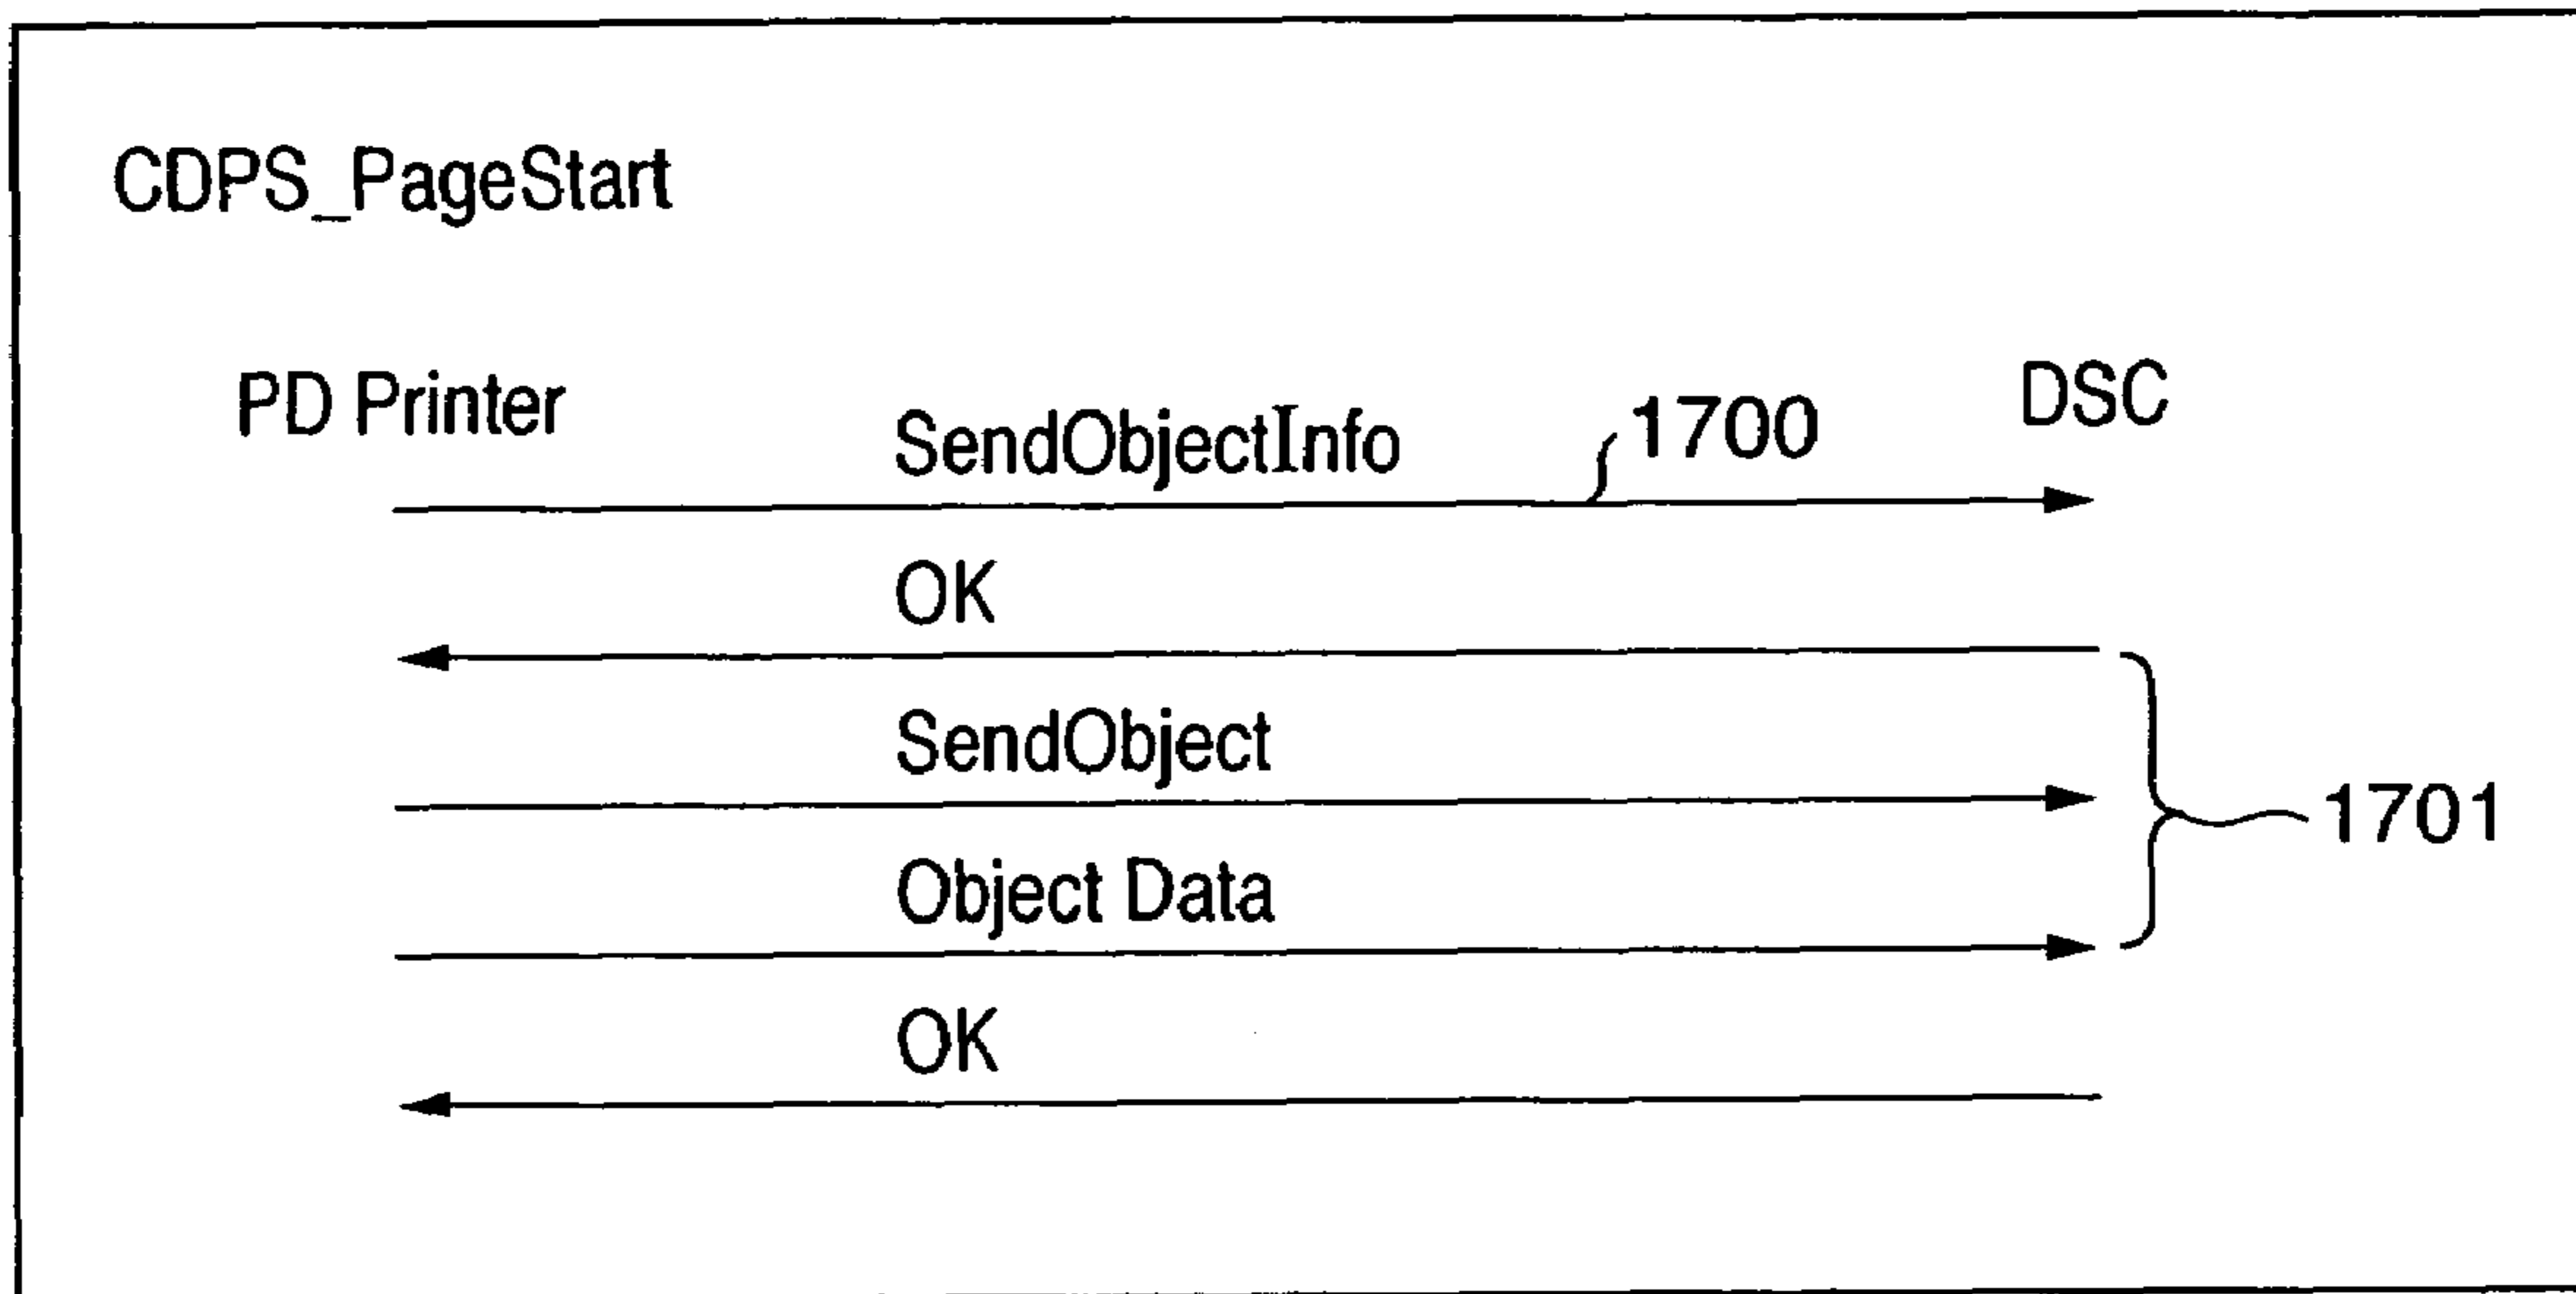 CDPS_PageStart
PD Printer
DSC
SendObjectInfo
1700
OK
SendObject
1701
Object Data
OK